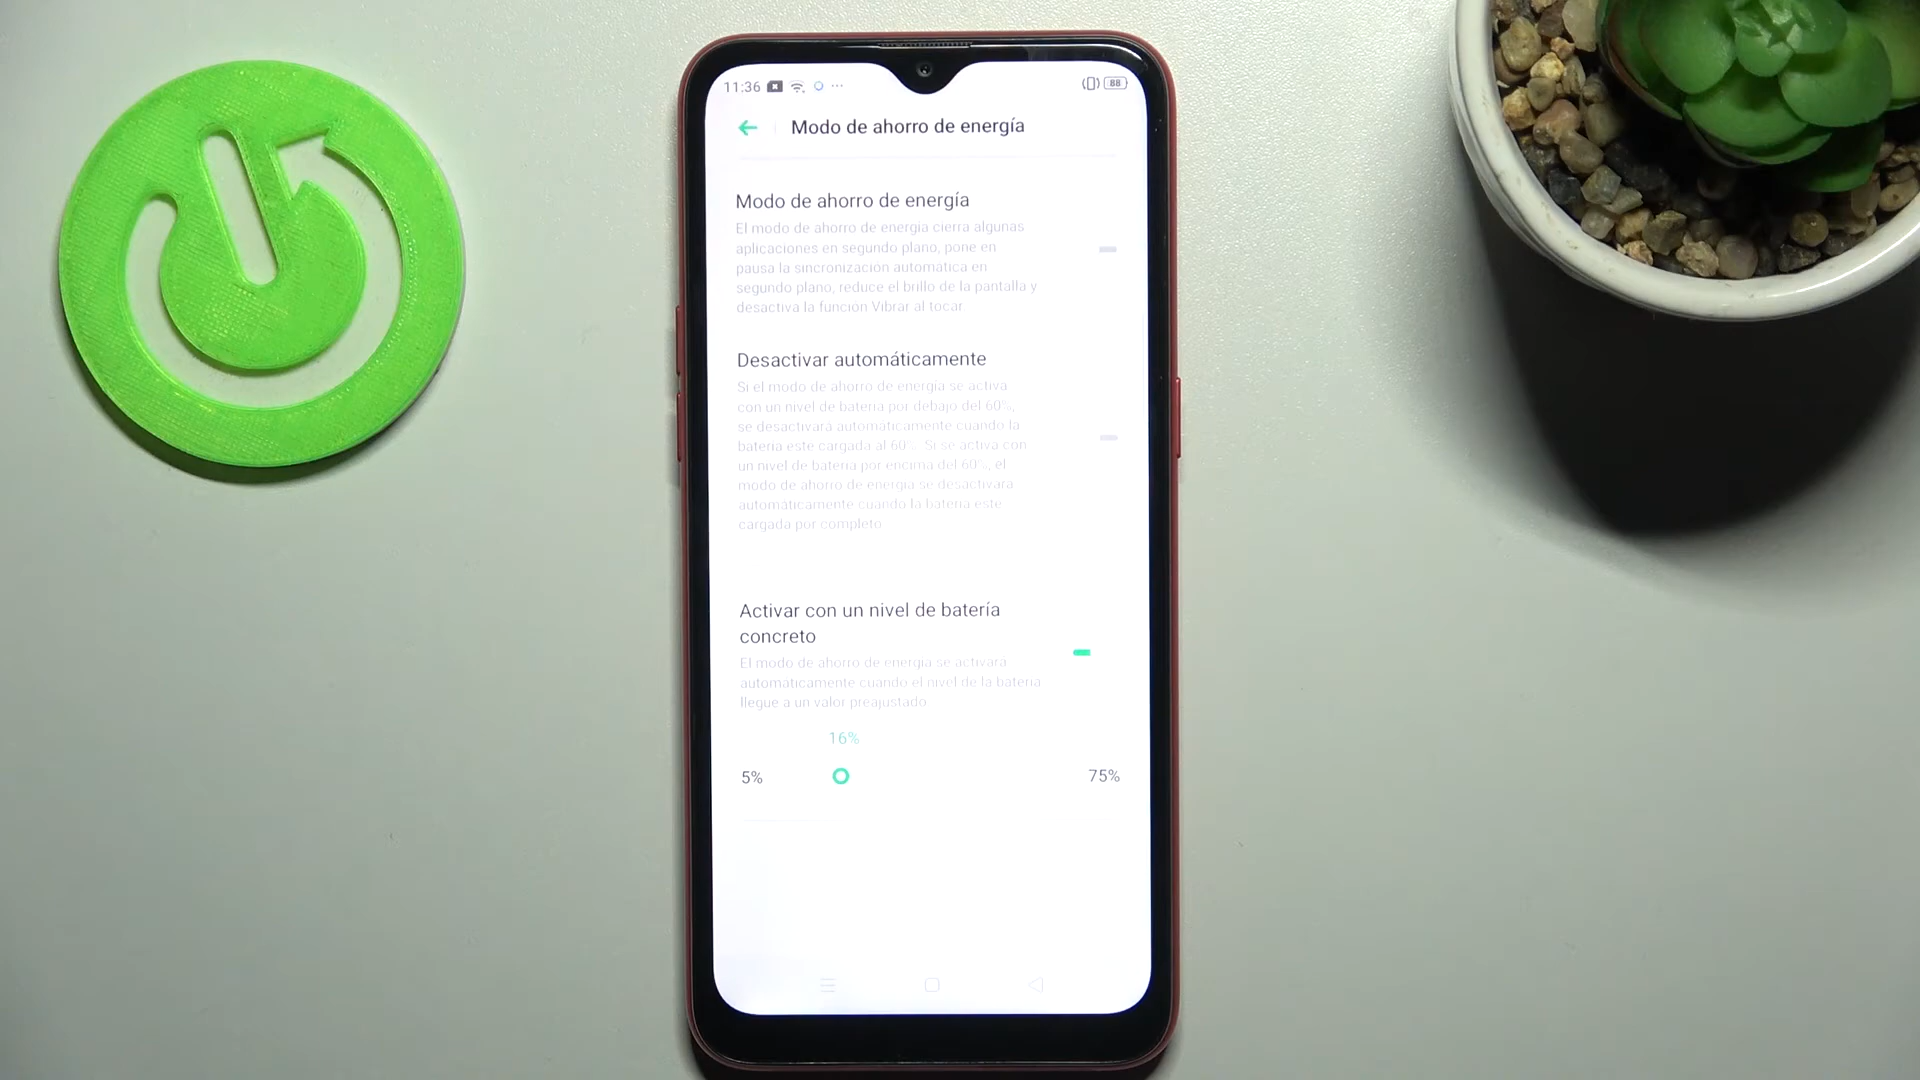 11:36
88
Modo de ahorro de energía
Modo de ahorro de energía
El modo de ahorro de energía cierra algunas
aplicaciones en segundo plano, pone en
pausa la sincronización automática en
segundo plano, reduce el brillo de la pantalla y
desactiva la función Vibrar al tocar
Desactivar automáticamente
Si el modo de ahorro de energía se activa
con un nivel de batería por debajo del 60%,
se desactivará automáticamente cuando la
batería esté cargada al 60%. Si se activa con
un nivel de batería por encima del 60%, el
modo de ahorro de energía se desactivará
automáticamente cuando la batería esté
cargada por completo
Activar con un nivel de batería
concreto
El modo de ahorro de energía se activará
automáticamente cuando el nivel de la batería
llegue a un valor preajustado
16%
5%
75%